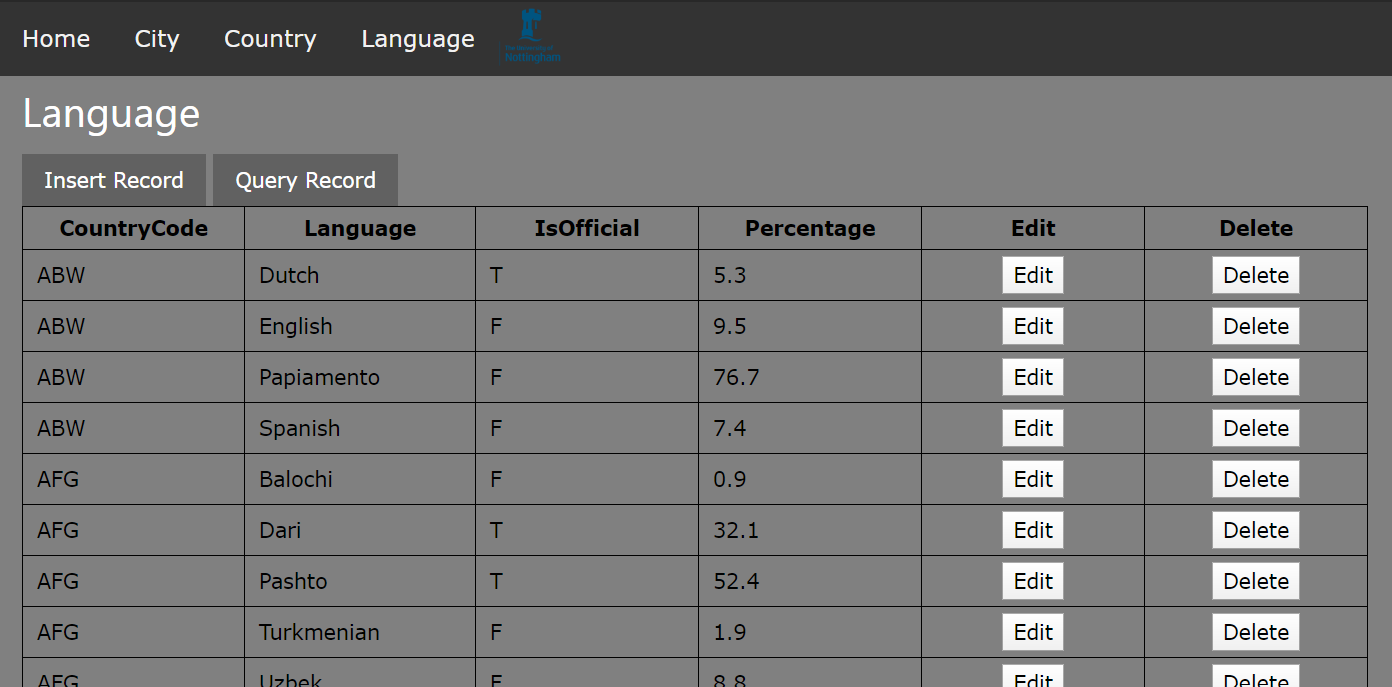 Home City Country Language The University of Nottingham
Language
Insert Record Query Record
CountryCode Language IsOfficial Percentage Edit Delete
ABW Dutch T 5.3 Edit Delete
ABW English F 9.5 Edit Delete
ABW Papiamento F 76.7 Edit Delete
ABW Spanish F 7.4 Edit Delete
AFG Balochi F 0.9 Edit Delete
AFG Dari T 32.1 Edit Delete
AFG Pashto T 52.4 Edit Delete
AFG Turkmenian F 1.9 Edit Delete
AFG Uzbek F 8.8 Edit Delete